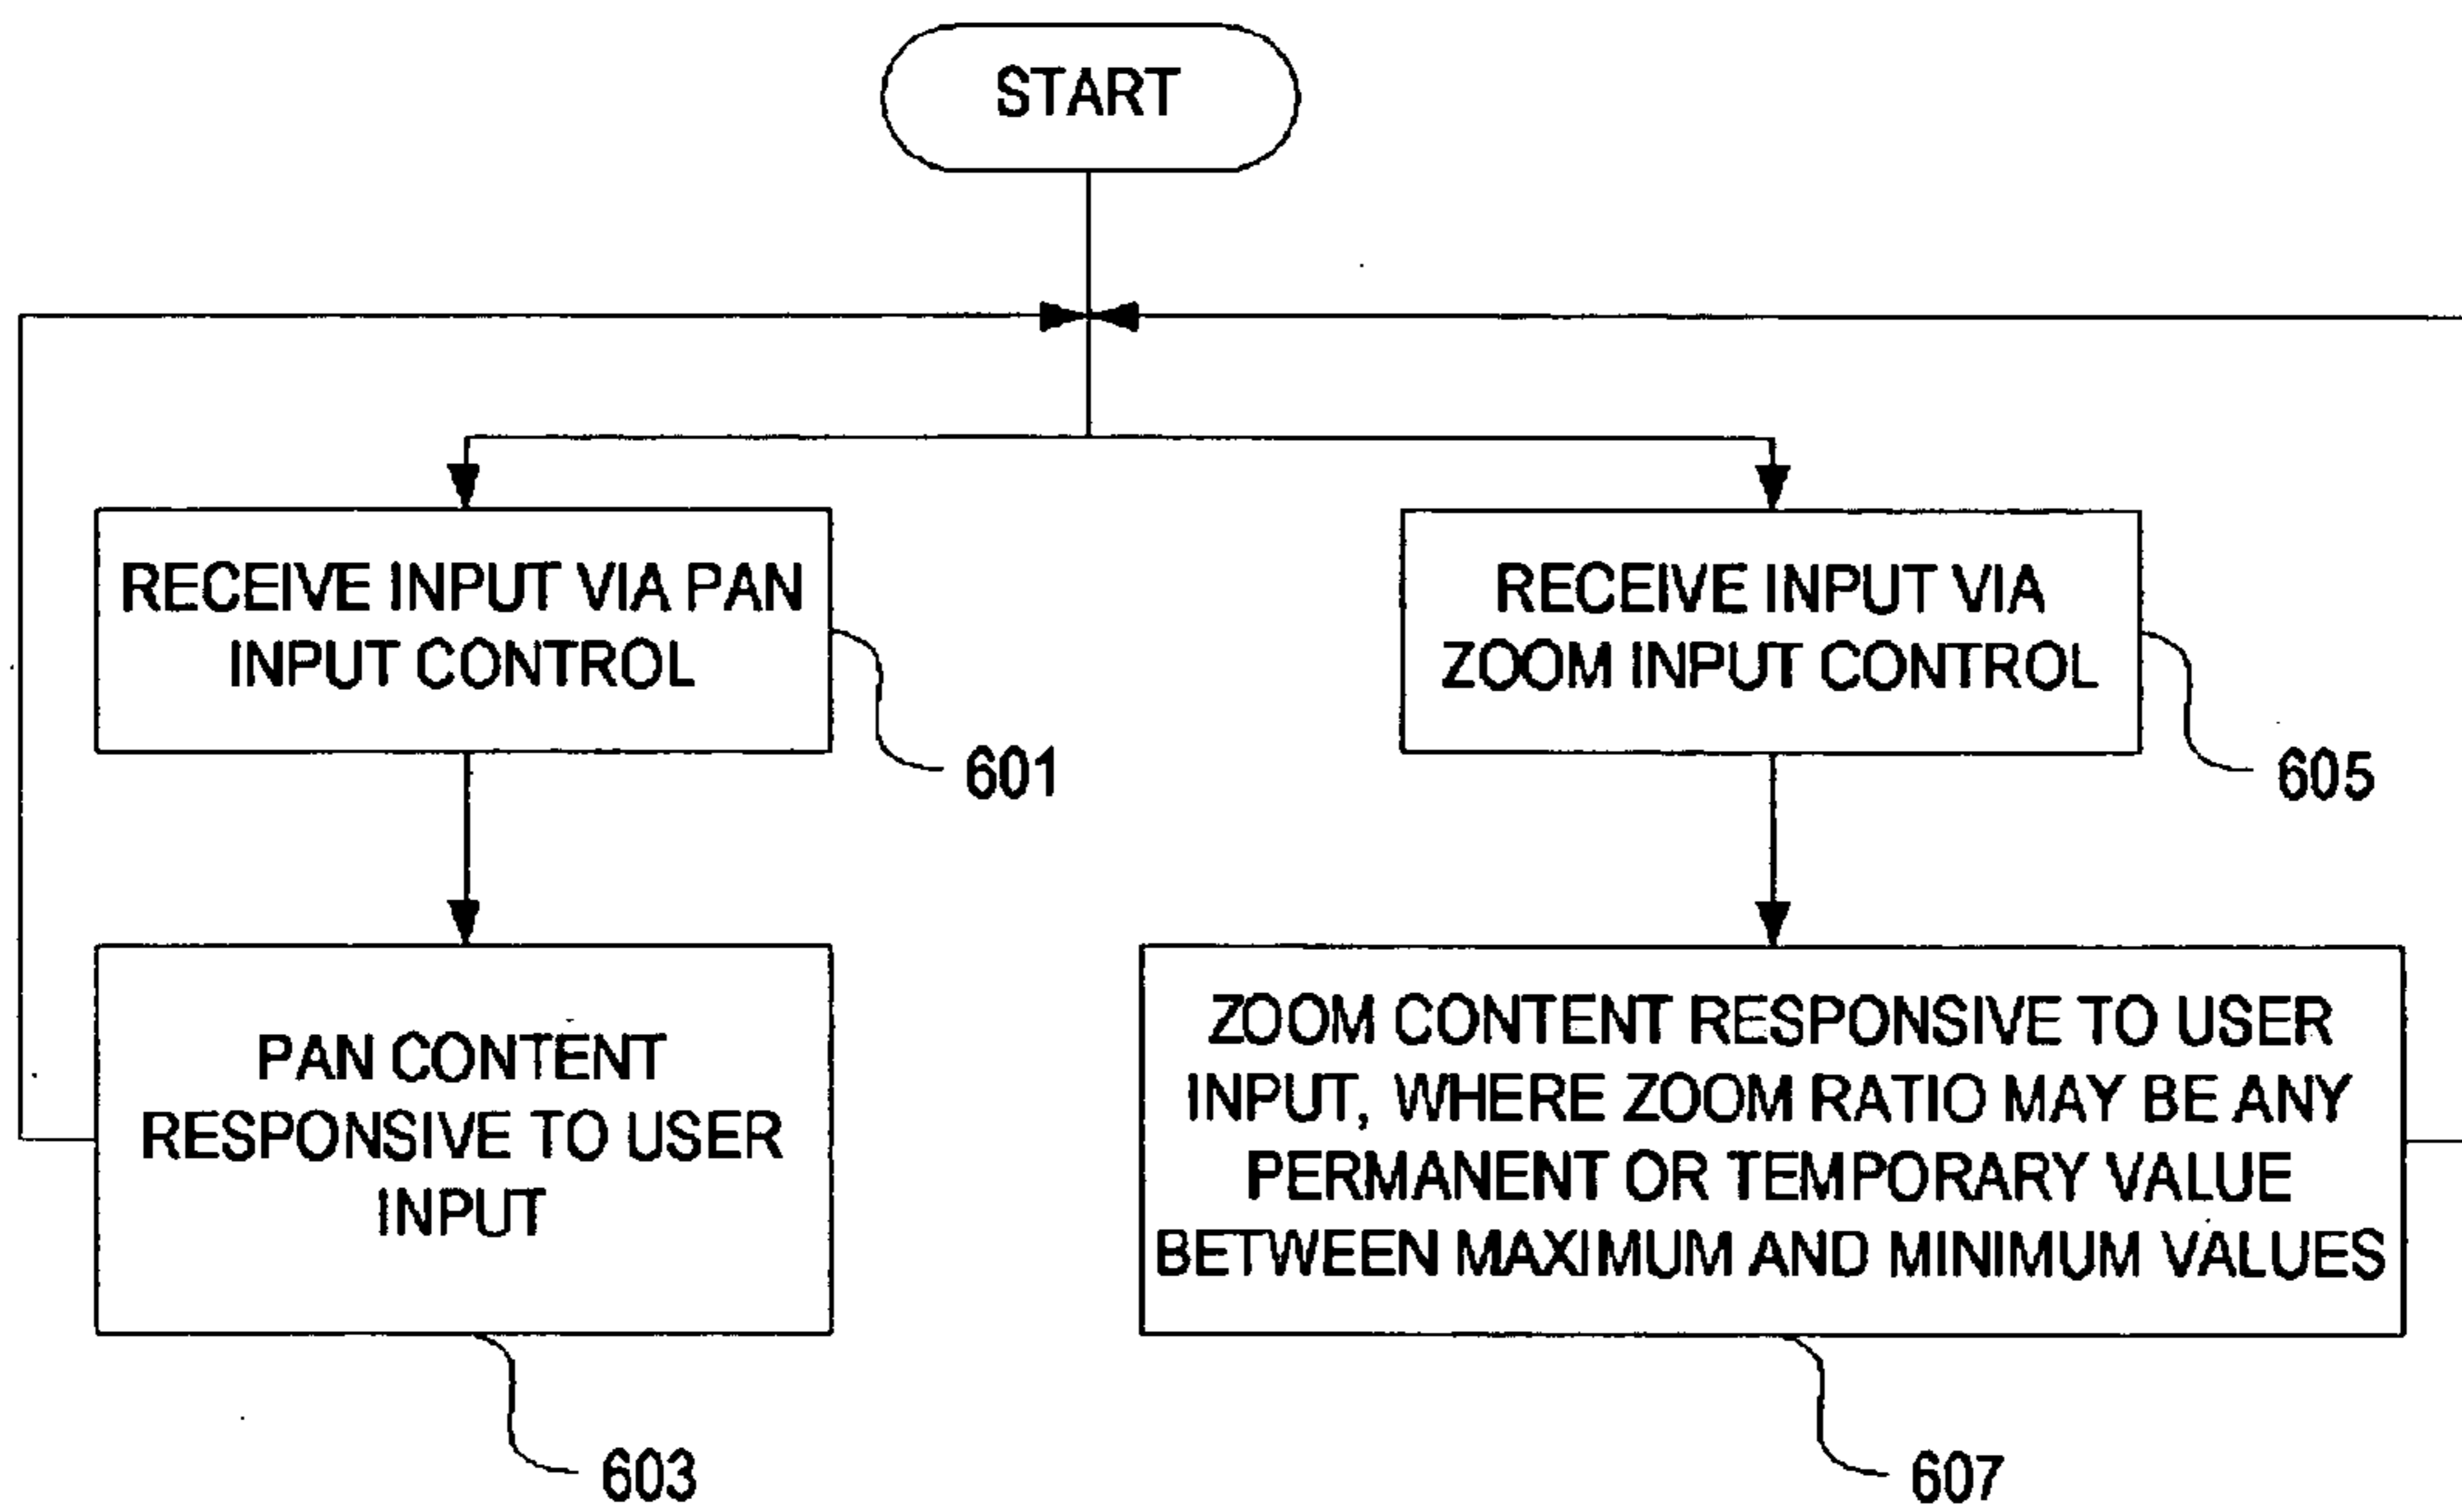 START
RECEIVE INPUT VIA PAN
INPUT CONTROL
601
RECEIVE INPUT VIA
ZOOM INPUT CONTROL
605
PAN CONTENT
RESPONSIVE TO USER
INPUT
603
ZOOM CONTENT RESPONSIVE TO USER
INPUT, WHERE ZOOM RATIO MAY BE ANY
PERMANENT OR TEMPORARY VALUE
BETWEEN MAXIMUM AND MINIMUM VALUES
607